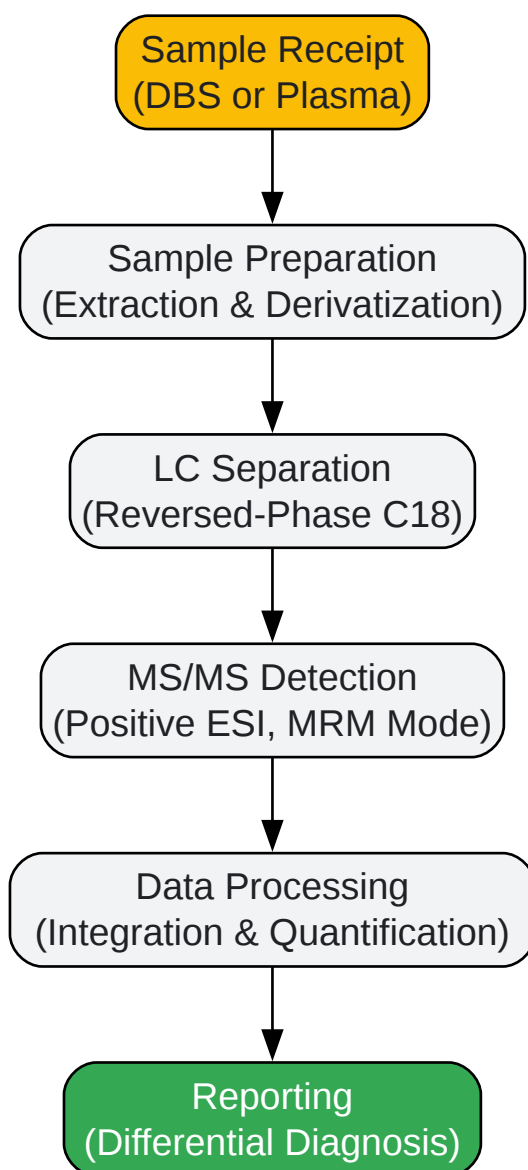 Sample Receipt
(DBS or Plasma)
Sample Preparation
(Extraction & Derivatization)
LC Separation
(Reversed-Phase C18)
MS/MS Detection
(Positive ESI, MRM Mode)
Data Processing
(Integration & Quantification)
Reporting
(Differential Diagnosis)